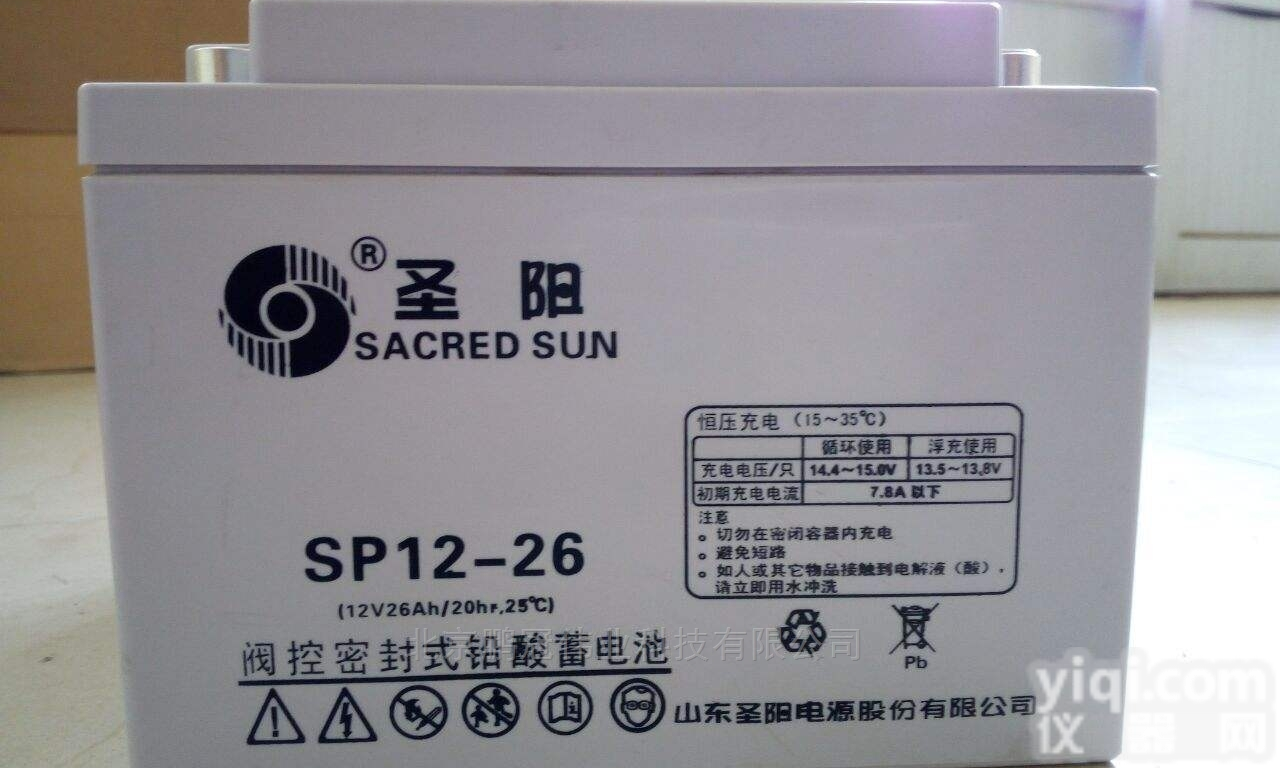 ®
圣阳
SACRED SUN
恒压充电（15～35℃）
循环使用 浮充使用
充电电压/只 14.4～15.0V 13.5～13.8V
初期充电电流 7.8A 以下
注意
。切勿在密闭容器内充电
。避免短路
。如人或其它物品接触到电解液（酸），
请立即用水冲洗
SP12-26
(12V26Ah/20hr,25℃)
Pb
阀控密封式铅酸蓄电池
山东圣阳电源股份有限公司
yiqi.com
仪器网